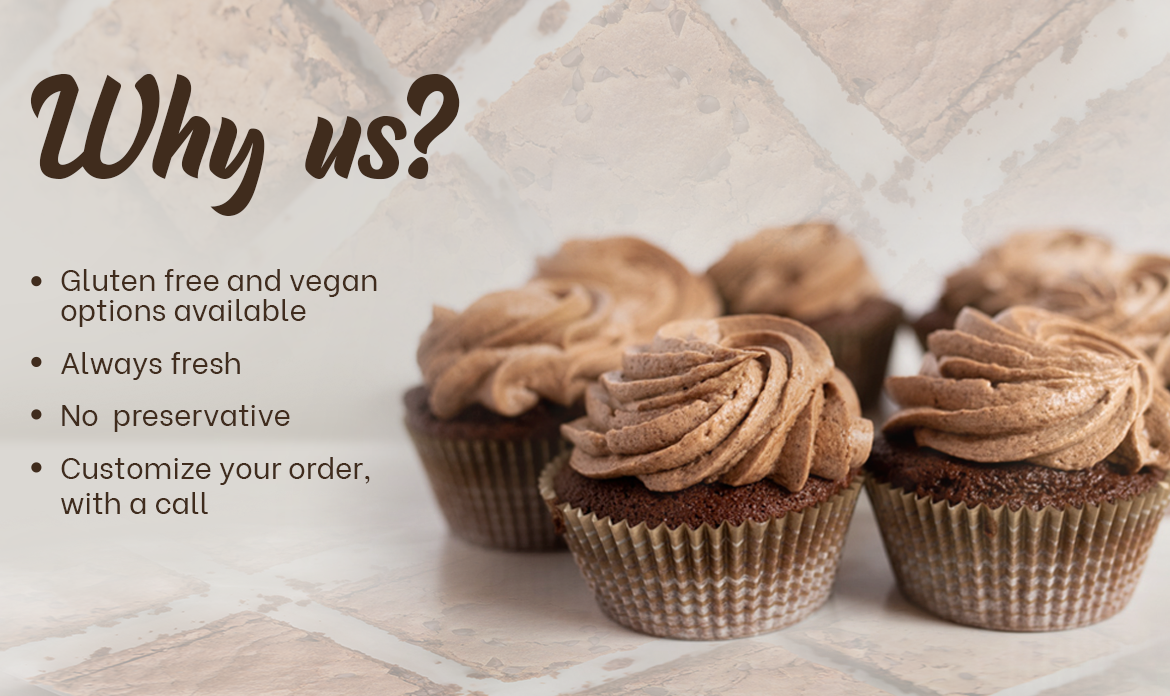 Why us?
• Gluten free and vegan
options available
• Always fresh
• No  preservative
• Customize your order,
with a call